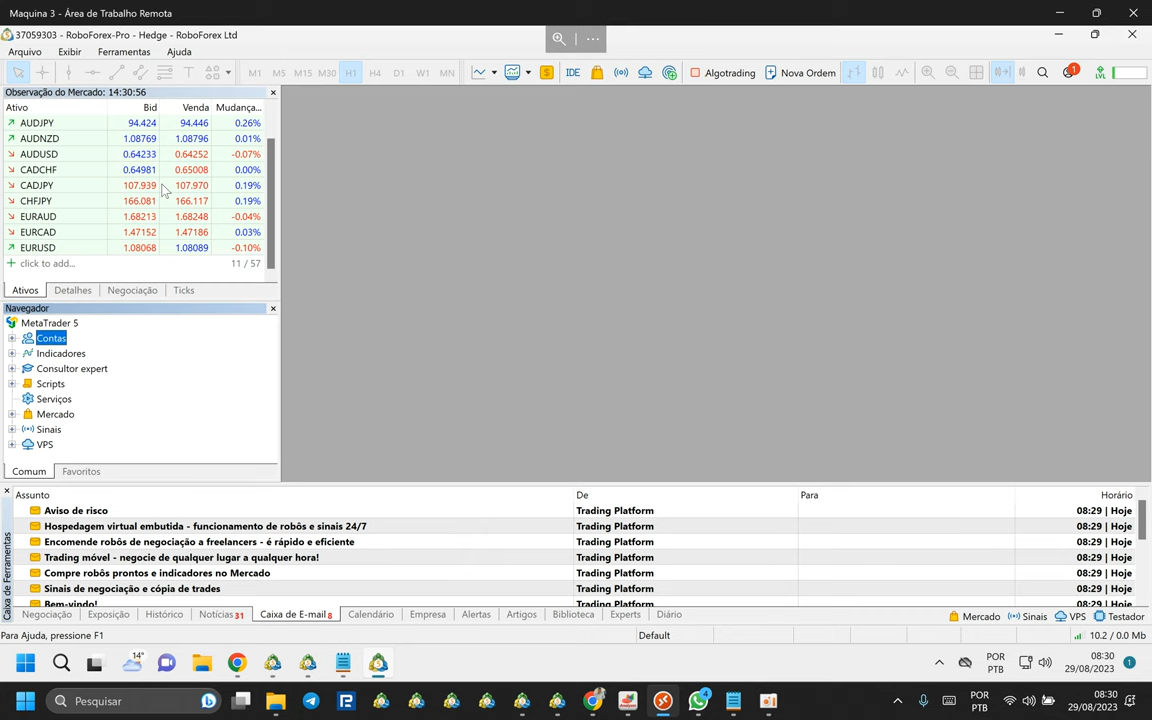 Maquina 3 - Área de Trabalho Remota
37059303 - RoboForex-Pro - Hedge - RoboForex Ltd
Arquivo Exibir Ferramentas Ajuda
M1 M5 M15 M30 H1 H4 D1 W1 MN IDE Algotrading Nova Ordem 1 LVL
Observação do Mercado: 14:30:56
Ativo Bid Venda Mudança...
AUDJPY 94.424 94.446 0.26%
AUDNZD 1.08769 1.08796 0.01%
AUDUSD 0.64233 0.64252 -0.07%
CADCHF 0.64981 0.65008 0.00%
CADJPY 107.939 107.970 0.19%
CHFJPY 166.081 166.117 0.19%
EURAUD 1.68213 1.68248 -0.04%
EURCAD 1.47152 1.47186 0.03%
EURUSD 1.08068 1.08089 -0.10%
click to add... 11 / 57
Ativos Detalhes Negociação Ticks
Navegador
MetaTrader 5
Contas
Indicadores
Consultor expert
Scripts
Serviços
Mercado
Sinais
VPS
Comum Favoritos
Caixa de Ferramentas
Assunto De Para Horário
Aviso de risco Trading Platform 08:29 | Hoje
Hospedagem virtual embutida - funcionamento de robôs e sinais 24/7 Trading Platform 08:29 | Hoje
Encomende robôs de negociação a freelancers - é rápido e eficiente Trading Platform 08:29 | Hoje
Trading móvel - negocie de qualquer lugar a qualquer hora! Trading Platform 08:29 | Hoje
Compre robôs prontos e indicadores no Mercado Trading Platform 08:29 | Hoje
Sinais de negociação e cópia de trades Trading Platform 08:29 | Hoje
Bem-vindo! Trading Platform 08:29 | Hoje
Negociação Exposição Histórico Notícias 31 Caixa de E-mail 8 Calendário Empresa Alertas Artigos Biblioteca Experts Diário Mercado Sinais VPS Testador
Para Ajuda, pressione F1 Default 10.2 / 0.0 Mb
14° POR PTB 08:30 29/08/2023 1
Pesquisar 4 POR PTB 08:30 29/08/2023